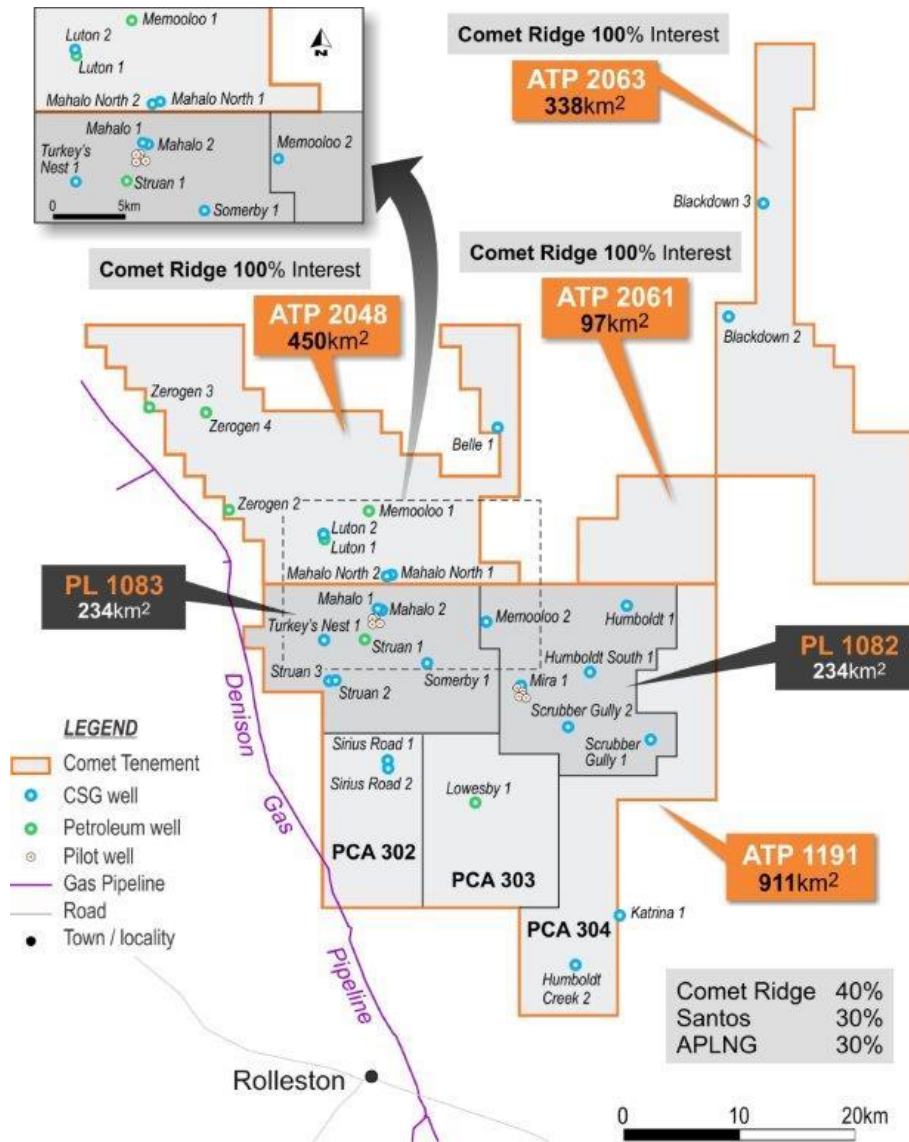 Memooloo 1
Luton 2
Luton 1
N
Mahalo North 2
Mahalo North 1
Mahalo 1
Mahalo 2
Memooloo 2
Turkey's
Nest 1
Struan 1
0 5km
Somerby 1
Comet Ridge 100% Interest
ATP 2063
338km²
Blackdown 3
Comet Ridge 100% Interest
ATP 2048
450km²
Comet Ridge 100% Interest
ATP 2061
97km²
Blackdown 2
Zerogen 3
Zerogen 4
Belle 1
Zerogen 2
Memooloo 1
Luton 2
Luton 1
Mahalo North 2
Mahalo North 1
PL 1083
234km²
Mahalo 1
Mahalo 2
Memooloo 2
Humboldt 1
Turkey's Nest 1
Struan 1
Humboldt South 1
PL 1082
234km²
Struan 3
Struan 2
Somerby 1
Mira 1
Scrubber Gully 2
Scrubber
Gully 1
Denison Gas Pipeline
LEGEND
Comet Tenement
CSG well
Petroleum well
Pilot well
Gas Pipeline
Road
Town / locality
Sirius Road 1
Sirius Road 2
Lowesby 1
PCA 302
PCA 303
ATP 1191
911km²
PCA 304
Katrina 1
Humboldt
Creek 2
Comet Ridge 40%
Santos 30%
APLNG 30%
Rolleston
0 10 20km